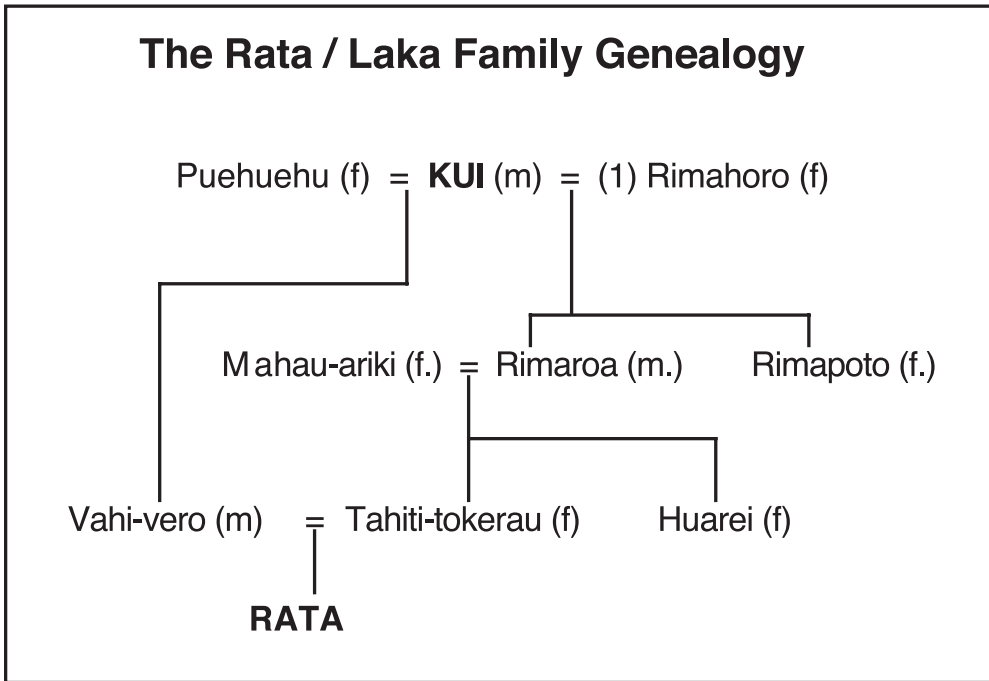 The Rata / Laka Family Genealogy
Puehuehu (f) = KUI (m) = (1) Rimahoro (f)
Mahau-ariki (f.) = Rimaroa (m.) Rimapoto (f.)
Vahi-vero (m) = Tahiti-tokerau (f) Huarei (f)
RATA